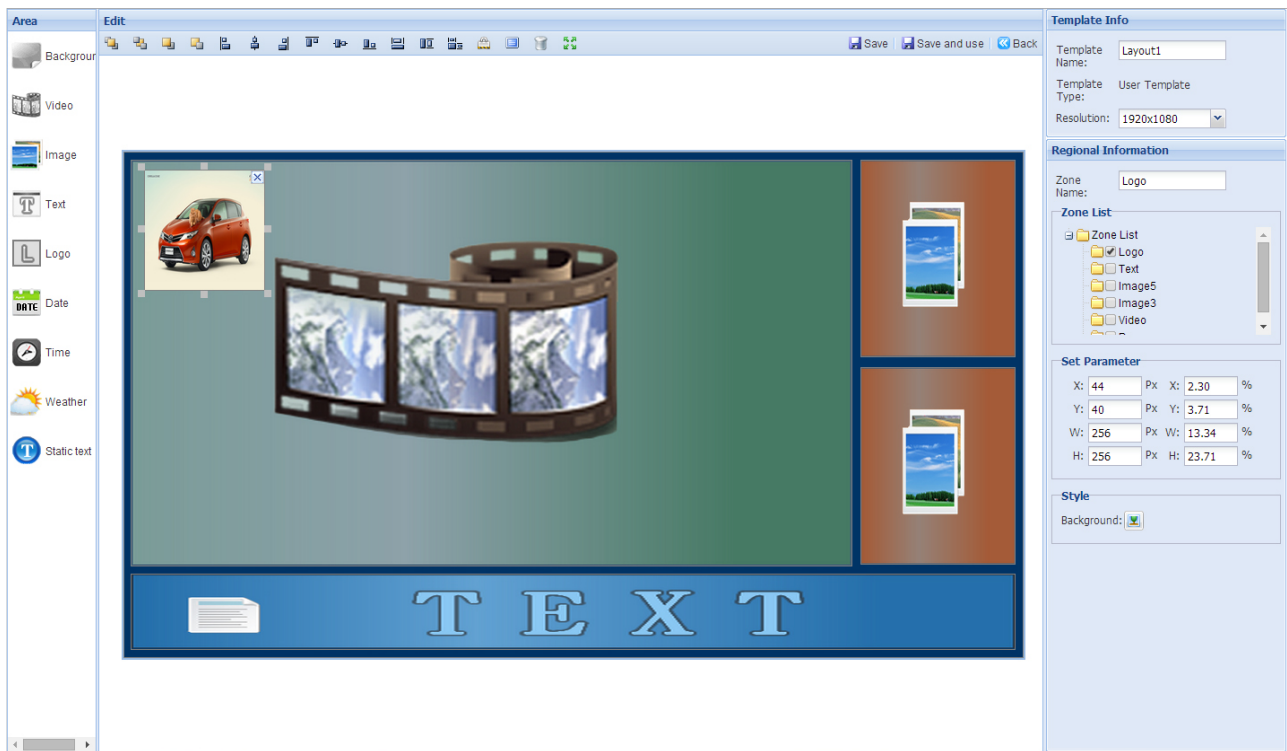 Area
Backgrour
Video
Image
T
Text
L
Logo
DATE
Date
Time
Weather
T
Static text
Edit
Save
Save and use
Back
TEXT
Template Info
Template Name:
Layout1
Template Type:
User Template
Resolution:
1920x1080
Regional Information
Zone Name:
Logo
Zone List
Zone List
Logo
Text
Image5
Image3
Video
Set Parameter
X: 44 Px X: 2.30 %
Y: 40 Px Y: 3.71 %
W: 256 Px W: 13.34 %
H: 256 Px H: 23.71 %
Style
Background: